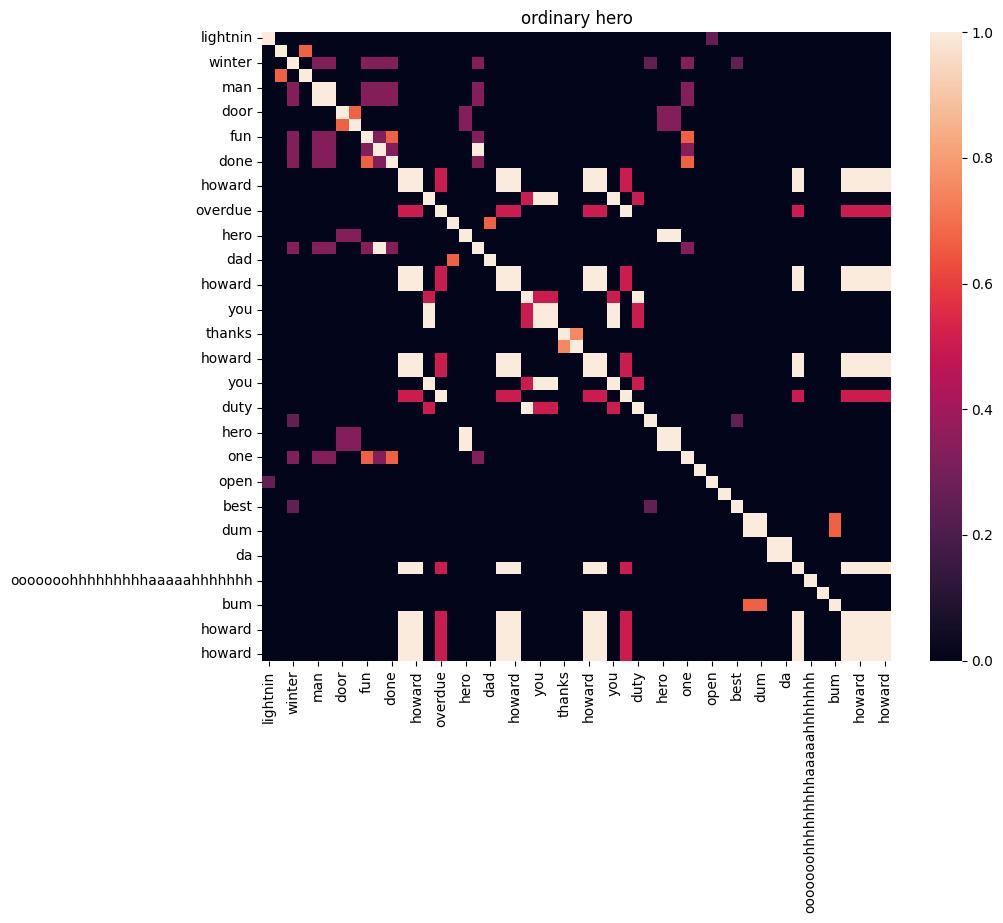 ordinary hero
lightnin
winter
man
door
fun
done
howard
overdue
hero
dad
howard
you
thanks
howard
you
duty
hero
one
open
best
dum
da
ooooooohhhhhhhhhaaaaahhhhhhh
bum
howard
howard
lightnin
winter
man
door
fun
done
howard
overdue
hero
dad
howard
you
thanks
howard
you
duty
hero
one
open
best
dum
da
ooooooohhhhhhhhhaaaaahhhhhhh
bum
howard
howard
1.0
0.8
0.6
0.4
0.2
0.0